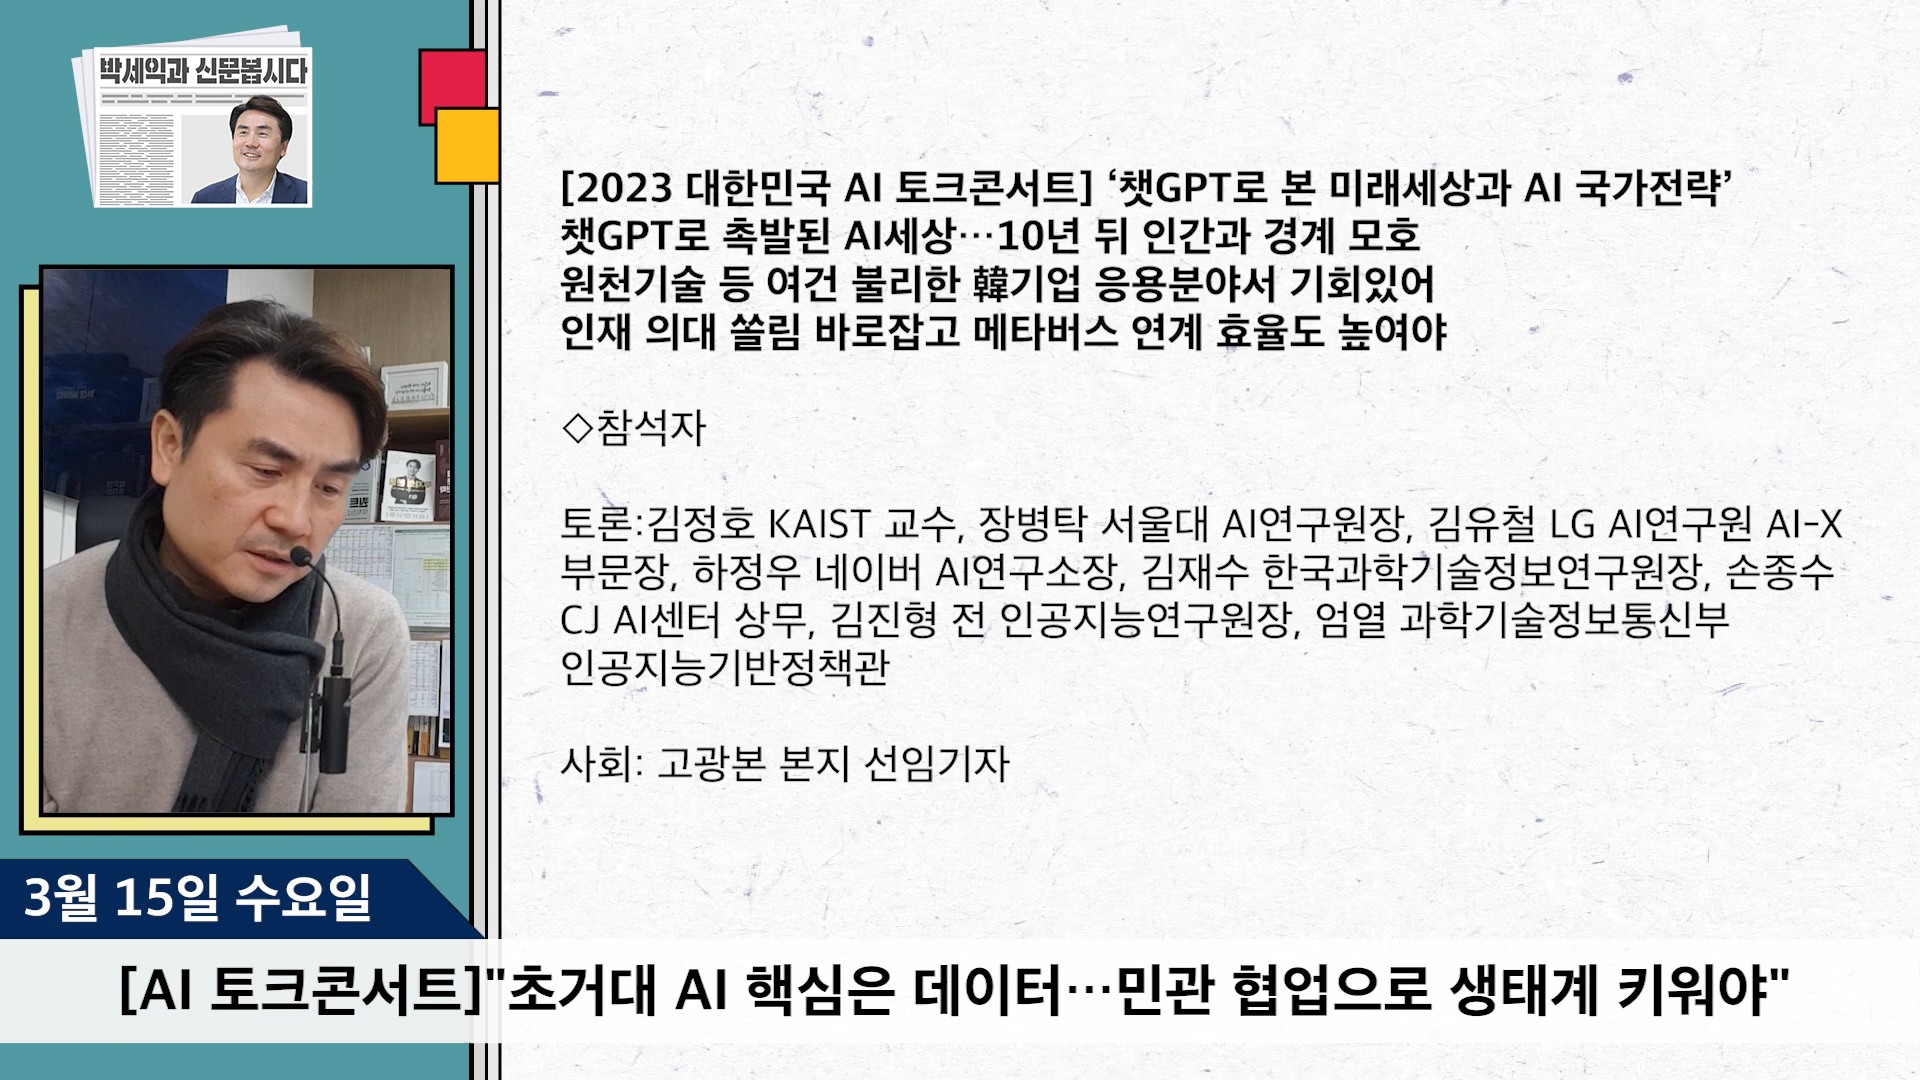 박세익과 신문봅시다
[2023 대한민국 AI 토크콘서트] ‘챗GPT로 본 미래세상과 AI 국가전략’
챗GPT로 촉발된 AI세상…10년 뒤 인간과 경계 모호
원천기술 등 여건 불리한 韓기업 응용분야서 기회있어
인재 의대 쏠림 바로잡고 메타버스 연계 효율도 높여야
◇참석자
토론:김정호 KAIST 교수, 장병탁 서울대 AI연구원장, 김유철 LG AI연구원 AI-X
부문장, 하정우 네이버 AI연구소장, 김재수 한국과학기술정보연구원장, 손종수
CJ AI센터 상무, 김진형 전 인공지능연구원장, 엄열 과학기술정보통신부
인공지능기반정책관
사회: 고광본 본지 선임기자
3월 15일 수요일
[AI 토크콘서트]"초거대 AI 핵심은 데이터…민관 협업으로 생태계 키워야"